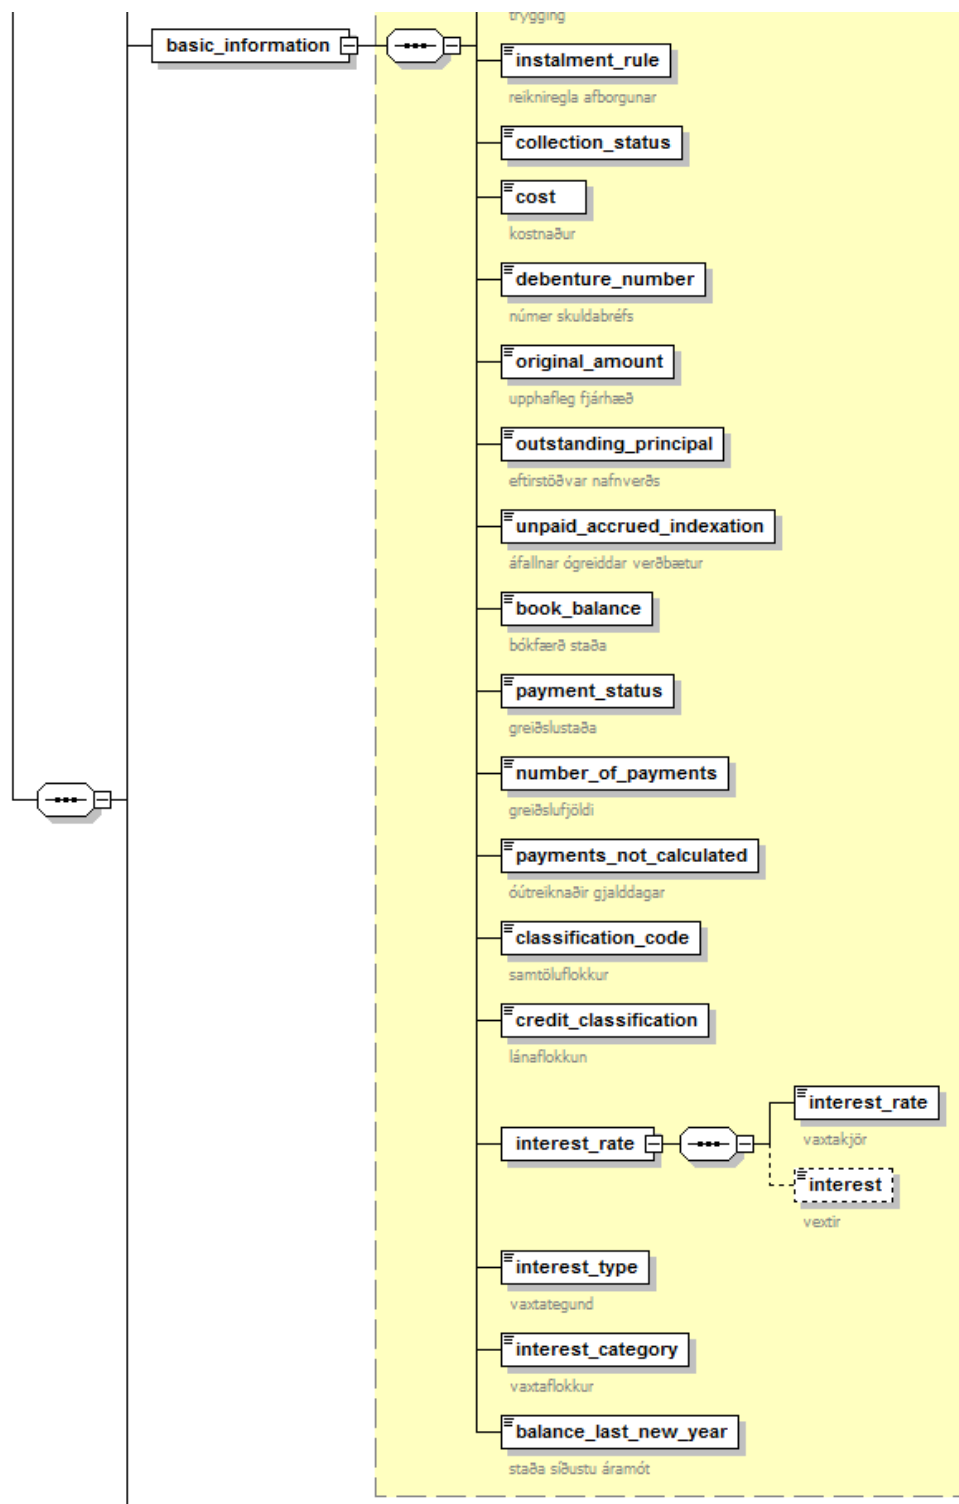 trygging
basic_information
instalment_rule
reikniregla afborgunar
collection_status
cost
kostnaður
debenture_number
númer skuldabréfs
original_amount
upphafleg fjárhæð
outstanding_principal
eftirstöðvar nafnverðs
unpaid_accrued_indexation
áfallnar ógreiddar verðbætur
book_balance
bókfærð staða
payment_status
greiðslustaða
number_of_payments
greiðslufjöldi
payments_not_calculated
óútreiknaðir gjalddagar
classification_code
samtöluflokkur
credit_classification
lánaflokkun
interest_rate
vaxtakjör
interest_rate
interest
vextir
interest_type
vaxtategund
interest_category
vaxtaflokkur
balance_last_new_year
staða síðustu áramót